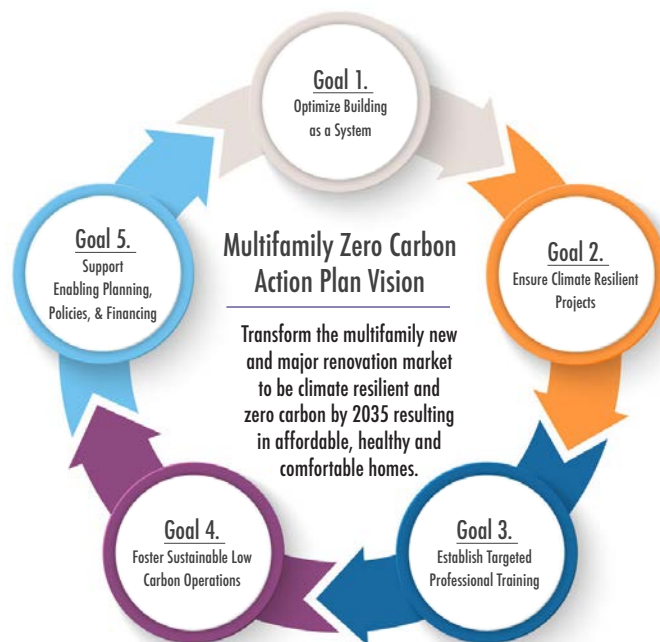 Goal 1.
Optimize Building
as a System
Goal 2.
Ensure Climate Resilient
Projects
Goal 3.
Establish Targeted
Professional Training
Goal 4.
Foster Sustainable Low
Carbon Operations
Goal 5.
Support
Enabling Planning,
Policies, & Financing
Multifamily Zero Carbon
Action Plan Vision
Transform the multifamily new
and major renovation market
to be climate resilient and
zero carbon by 2035 resulting
in affordable, healthy and
comfortable homes.